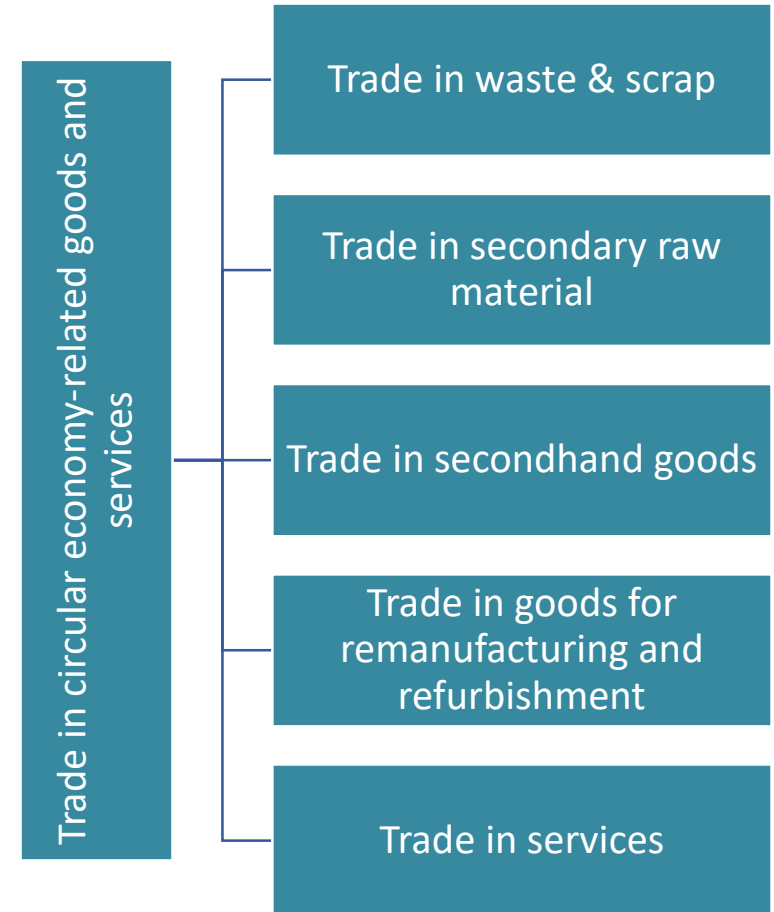 Trade in circular economy-related goods and
services
Trade in waste & scrap
Trade in secondary raw
material
Trade in secondhand goods
Trade in goods for
remanufacturing and
refurbishment
Trade in services